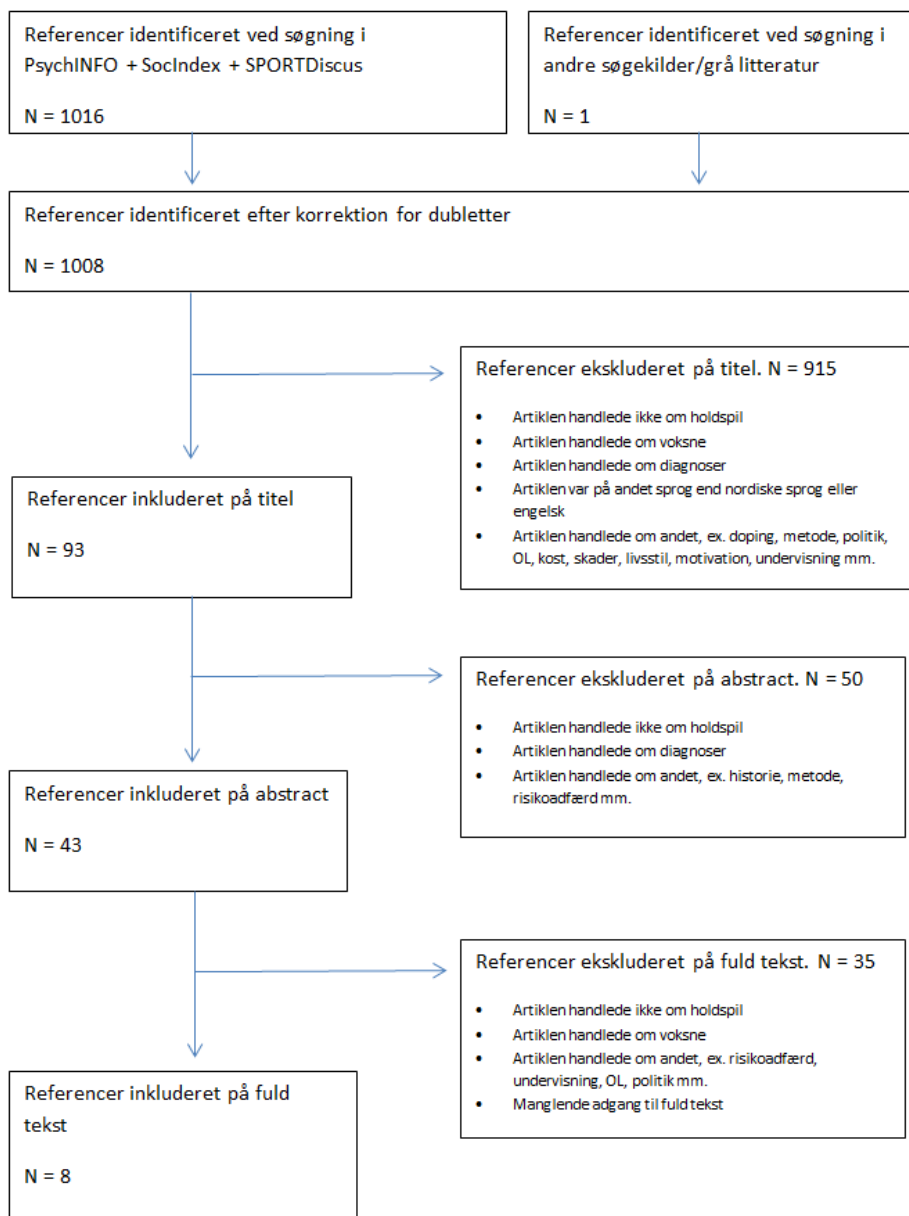 Referencer identificeret ved søgning i
PsychINFO + SocIndex + SPORTDiscus
N = 1016
Referencer identificeret ved søgning i
andre søgekilder/grå litteratur
N = 1
Referencer identificeret efter korrektion for dubletter
N = 1008
Referencer ekskluderet på titel. N = 915
• Artiklen handlede ikke om holdspil
• Artiklen handlede om voksne
• Artiklen handlede om diagnoser
• Artiklen var på andet sprog end nordiske sprog eller
engelsk
• Artiklen handlede om andet, ex. doping, metode, politik,
OL, kost, skader, livsstil, motivation, undervisning mm.
Referencer inkluderet på titel
N = 93
Referencer ekskluderet på abstract. N = 50
• Artiklen handlede ikke om holdspil
• Artiklen handlede om diagnoser
• Artiklen handlede om andet, ex. historie, metode,
risikoadfærd mm.
Referencer inkluderet på abstract
N = 43
Referencer ekskluderet på fuld tekst. N = 35
• Artiklen handlede ikke om holdspil
• Artiklen handlede om voksne
• Artiklen handlede om andet, ex. risikoadfærd,
undervisning, OL, politik mm.
• Manglende adgang til fuld tekst
Referencer inkluderet på fuld
tekst
N = 8